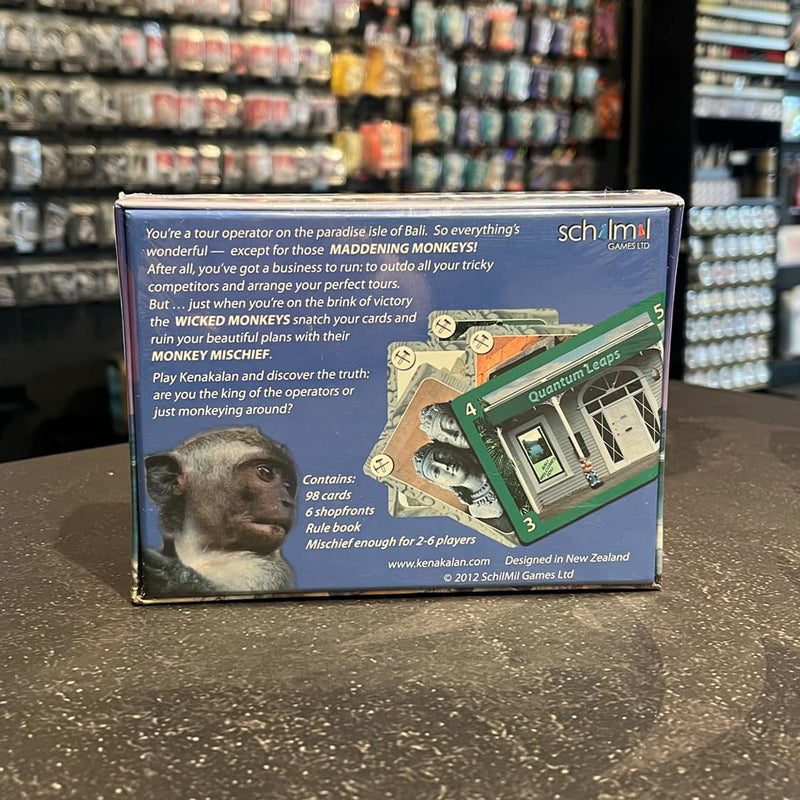 You're a tour operator on the paradise isle of Bali. So everything's
wonderful — except for those MADDENING MONKEYS!
After all, you've got a business to run: to outdo all your tricky
competitors and arrange your perfect tours.
But ... just when you're on the brink of victory
the WICKED MONKEYS snatch your cards and
ruin your beautiful plans with their
MONKEY MISCHIEF.
Play Kenakalan and discover the truth:
are you the king of the operators or
just monkeying around?
schilmil
GAMES LTD
5
Quantum Leaps
4
3
Contains:
98 cards
6 shopfronts
Rule book
Mischief enough for 2-6 players
www.kenakalan.com Designed in New Zealand
© 2012 SchilMil Games Ltd